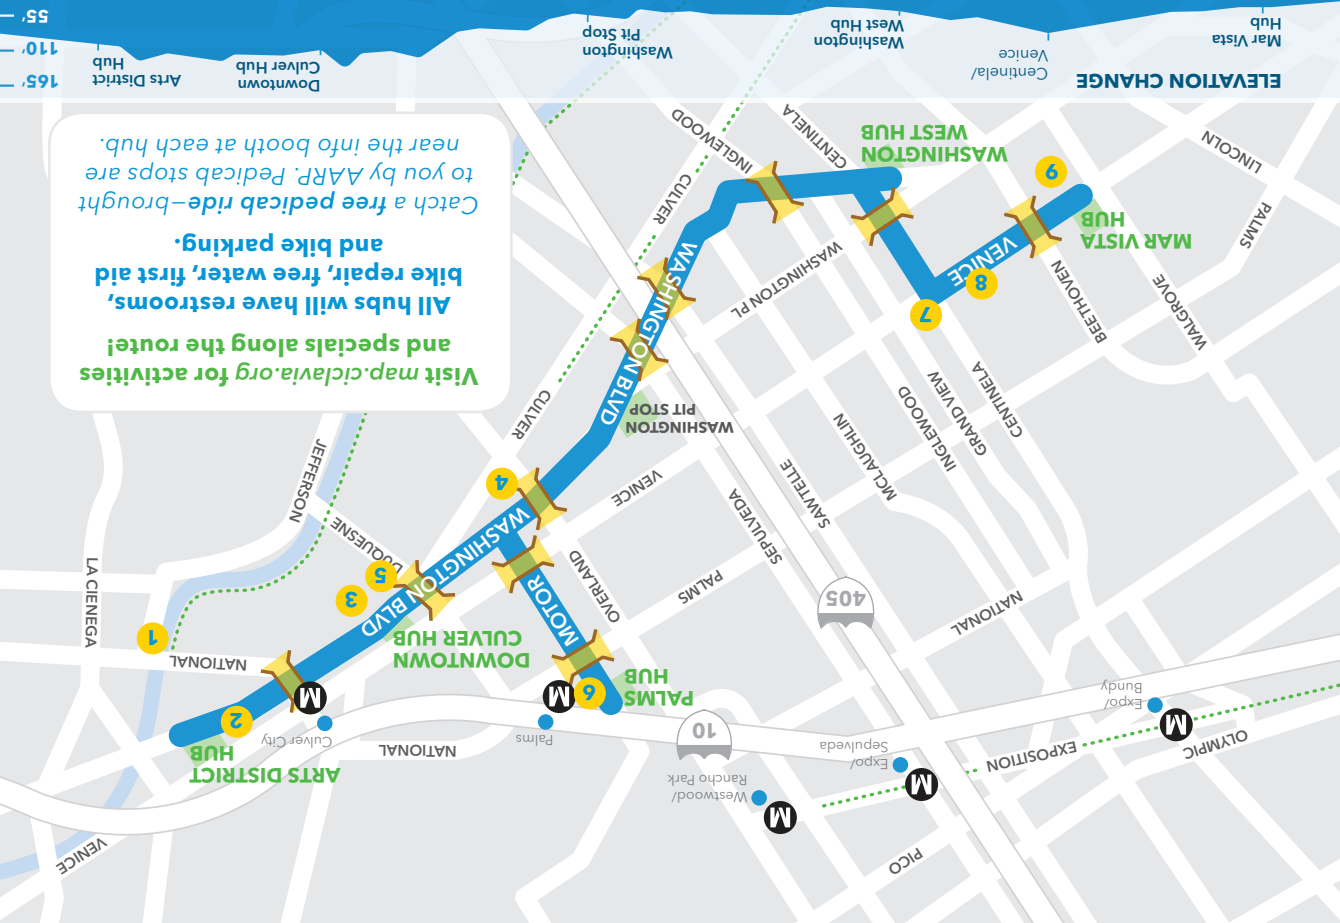 PICO
VENICE
M
Westwood/
Rancho Park
M
Expo/
Sepulveda
ARTS DISTRICT
HUB
EXPOSITION
OLYMPIC
M
Expo/
Bundy
10
NATIONAL
Palms
Culver City
2
PALMS
HUB
6
M
M
NATIONAL
1
DOWNTOWN
CULVER HUB
NATIONAL
405
MOTOR
WASHINGTON BLVD
3
5
LA CIENEGA
PALMS
OVERLAND
DUQUESNE
SEPULVEDA
SAWTELLE
VENICE
4
JEFFERSON
MCLAUGHLIN
INGLEWOOD
GRAND VIEW
CENTINELA
WASHINGTON
PIT STOP
CULVER
WASHINGTON BLVD
7
8
VENICE
WALGROVE
BEETHOVEN
WASHINGTON PL
MAR VISTA
HUB
PALMS
9
CULVER
LINCOLN
WASHINGTON
WEST HUB
CENTINELA
INGLEWOOD
Visit map.ciclavia.org for activities
and specials along the route!
All hubs will have restrooms,
bike repair, free water, first aid
and bike parking.
Catch a free pedicab ride–brought
to you by AARP. Pedicab stops are
near the info booth at each hub.
ELEVATION CHANGE
Mar Vista
Hub
Centinela/
Venice
Washington
West Hub
Washington
Pit Stop
Downtown
Culver Hub
Arts District
Hub
165'
110'
55'